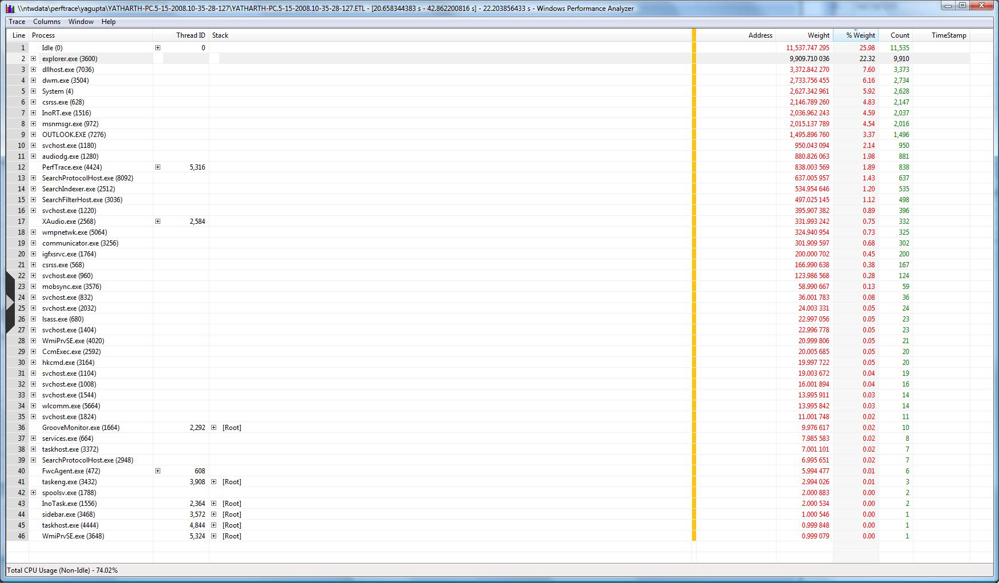 \\ntwdata\perftrace\yagupta\YATHARTH-PC.5-15-2008.10-35-28-127\YATHARTH-PC.5-15-2008.10-35-28-127.ETL - [20.658344383 s - 42.862200816 s] - 22.203856433 s - Windows Performance Analyzer
Trace Columns Window Help
Line Process Thread ID Stack Address Weight % Weight Count TimeStamp
1 Idle (0) 0 11,537.747 295 25.98 11,535
2 explorer.exe (3600) 9,909.710 036 22.32 9,910
3 dllhost.exe (7036) 3,372.842 270 7.60 3,373
4 dwm.exe (3504) 2,733.756 455 6.16 2,734
5 System (4) 2,627.342 961 5.92 2,628
6 csrss.exe (628) 2,146.789 260 4.83 2,147
7 InoRT.exe (1516) 2,036.962 243 4.59 2,037
8 msnmsgr.exe (972) 2,015.137 789 4.54 2,016
9 OUTLOOK.EXE (7276) 1,495.896 760 3.37 1,496
10 svchost.exe (1180) 950.043 094 2.14 950
11 audiodg.exe (1280) 880.826 063 1.98 881
12 PerfTrace.exe (4424) 5,316 838.003 569 1.89 838
13 SearchProtocolHost.exe (8092) 637.005 957 1.43 637
14 SearchIndexer.exe (2512) 534.954 646 1.20 535
15 SearchFilterHost.exe (3036) 497.025 145 1.12 498
16 svchost.exe (1220) 395.907 382 0.89 396
17 XAudio.exe (2568) 2,584 331.993 242 0.75 332
18 wmpnetwk.exe (5064) 324.940 954 0.73 325
19 communicator.exe (3256) 301.909 597 0.68 302
20 igfxsrvc.exe (1764) 200.000 702 0.45 200
21 csrss.exe (568) 166.990 638 0.38 167
22 svchost.exe (960) 123.986 568 0.28 124
23 mobsync.exe (3576) 58.990 667 0.13 59
24 svchost.exe (832) 36.001 783 0.08 36
25 svchost.exe (2032) 24.003 331 0.05 24
26 lsass.exe (680) 22.997 056 0.05 23
27 svchost.exe (1404) 22.996 778 0.05 23
28 WmiPrvSE.exe (4020) 20.999 806 0.05 21
29 CcmExec.exe (2592) 20.005 685 0.05 20
30 hkcmd.exe (3164) 19.997 722 0.05 20
31 svchost.exe (1104) 19.003 672 0.04 19
32 svchost.exe (1008) 16.001 894 0.04 16
33 svchost.exe (1544) 13.995 911 0.03 14
34 wlcomm.exe (5664) 13.995 842 0.03 14
35 svchost.exe (1824) 11.001 748 0.02 11
36 GrooveMonitor.exe (1664) 2,292 [Root] 9.976 617 0.02 10
37 services.exe (664) 7.985 583 0.02 8
38 taskhost.exe (3372) 7.001 101 0.02 7
39 SearchProtocolHost.exe (2948) 6.995 651 0.02 7
40 FwcAgent.exe (472) 608 5.994 477 0.01 6
41 taskeng.exe (3432) 3,908 [Root] 2.994 026 0.01 3
42 spoolsv.exe (1788) 2.000 883 0.00 2
43 InoTask.exe (1556) 2,364 [Root] 2.000 534 0.00 2
44 sidebar.exe (3468) 3,572 [Root] 1.000 546 0.00 1
45 taskhost.exe (4444) 4,844 [Root] 0.999 848 0.00 1
46 WmiPrvSE.exe (3648) 5,324 [Root] 0.999 079 0.00 1
Total CPU Usage (Non-Idle) - 74.02%